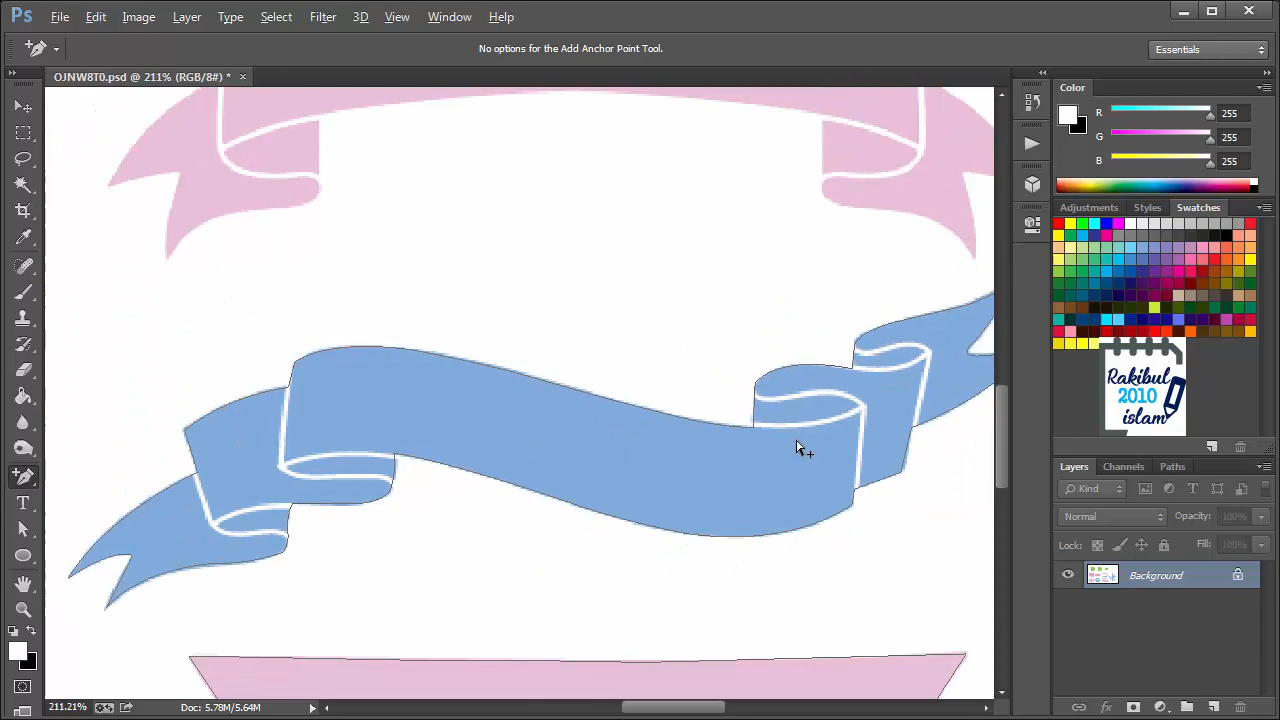 Ps File Edit Image Layer Type Select Filter 3D View Window Help
No options for the Add Anchor Point Tool.
Essentials
OJNW8T0.psd @ 211% (RGB/8#) *
Color
R 255
G 255
B 255
Adjustments Styles Swatches
Rakibul
2010
islam
Layers Channels Paths
Kind
Normal Opacity: 100%
Lock: Fill: 100%
Background
211.21% Doc: 5.78M/5.64M